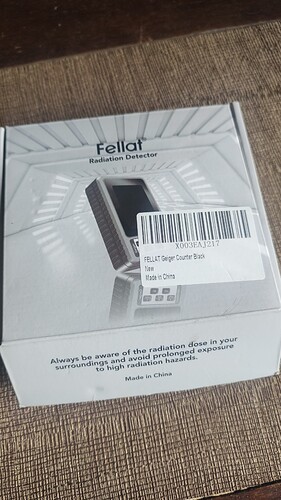 Fellat
Radiation Detector
X003EAJ217
FELLAT Geiger Counter Black
New
Made in China
Always be aware of the radiation dose in your
surroundings and avoid prolonged exposure
to high radiation hazards.
Made in China